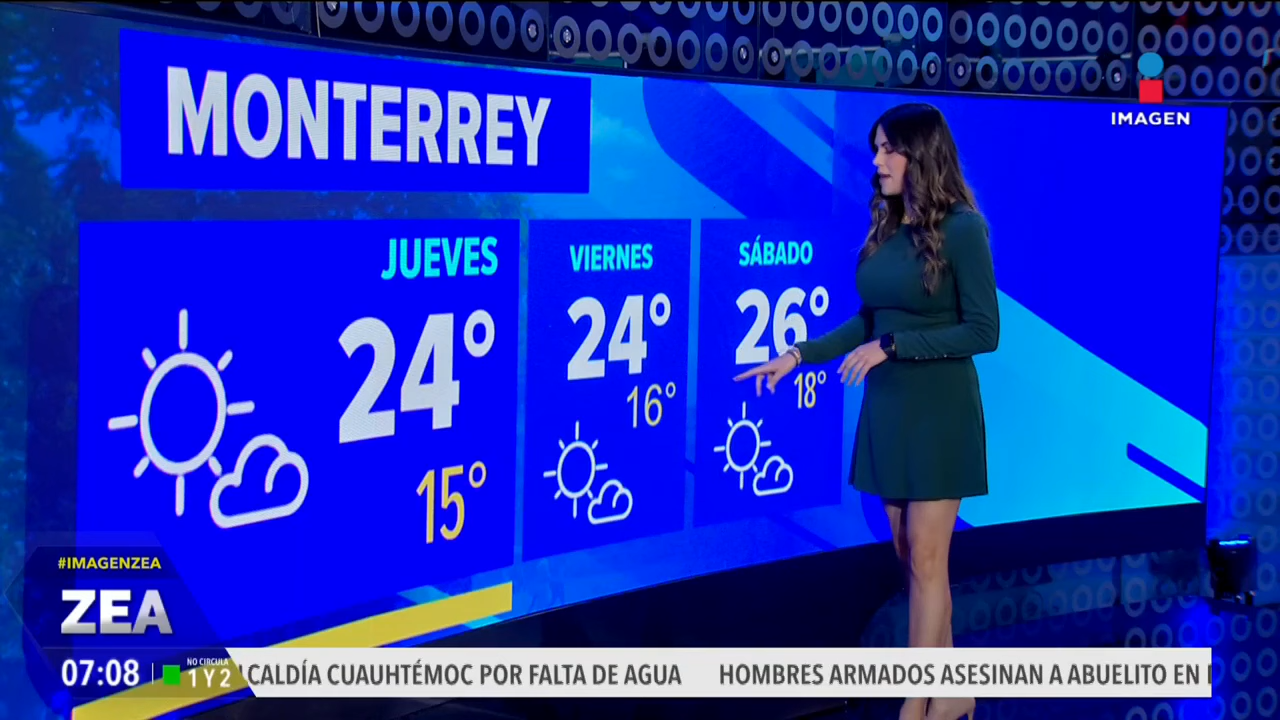 MONTERREY
IMAGEN
JUEVES
24°
15°
VIERNES
24°
16°
SÁBADO
26°
18°
#IMAGENZEA
ZEA
07:08
NO CIRCULA
1 Y 2
CALDÍA CUAUHTÉMOC POR FALTA DE AGUA HOMBRES ARMADOS ASESINAN A ABUELITO EN